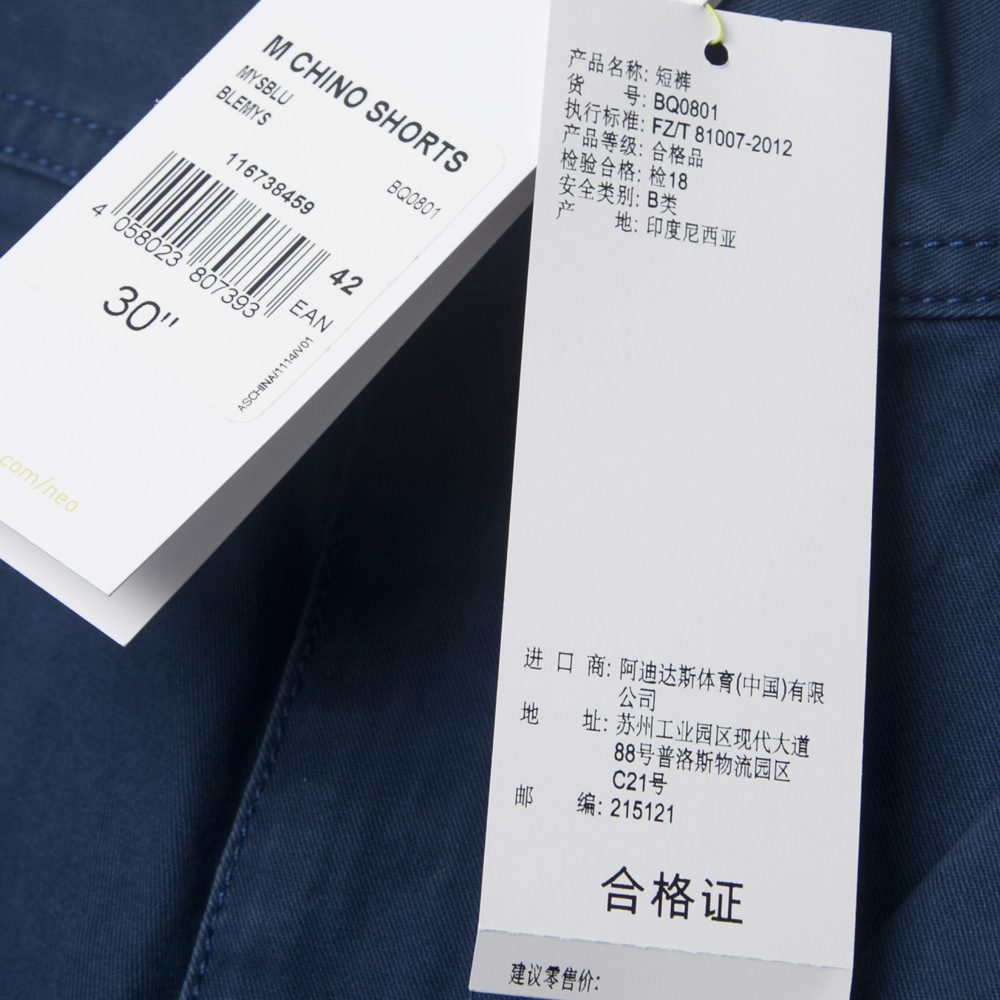 M CHINO SHORTS
MYSBLU
BLEMYS
BQ0801
116738459
4 058023 807393
42
EAN
30"
ASCHINA/1114/V01
com/neo
产品名称: 短裤
货 号: BQ0801
执行标准: FZ/T 81007-2012
产品等级: 合格品
检验合格: 检18
安全类别: B类
产 地: 印度尼西亚
进 口 商: 阿迪达斯体育(中国)有限
公司
地 址: 苏州工业园区现代大道
88号普洛斯物流园区
C21号
邮 编: 215121
合格证
建议零售价: